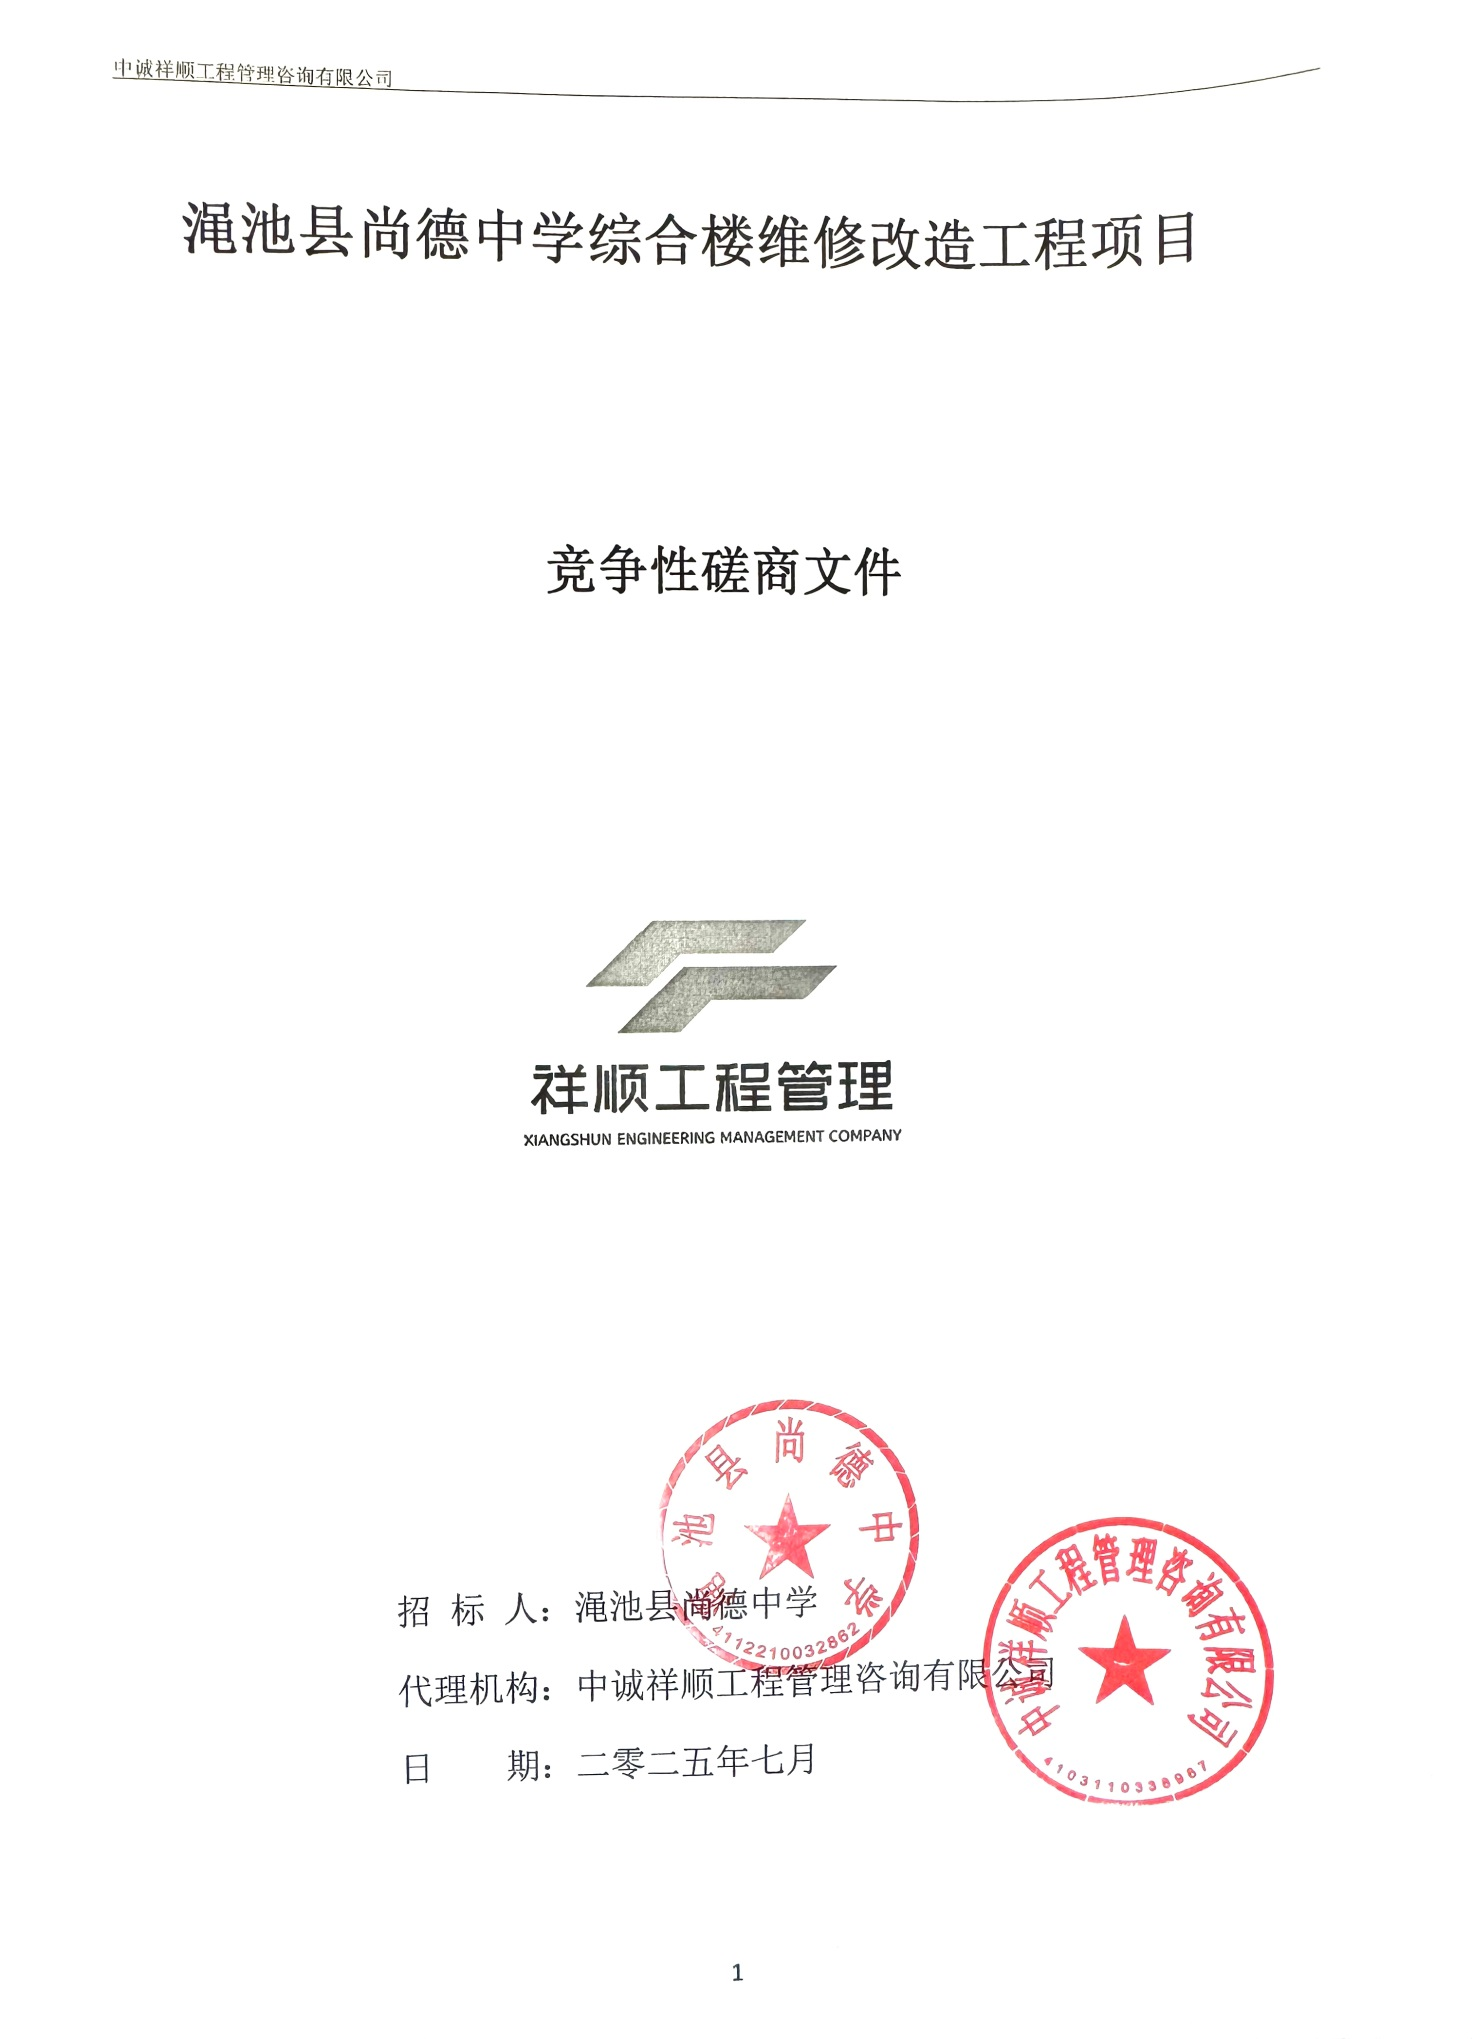 中诚祥顺工程管理咨询有限公司
渑池县尚德中学综合楼维修改造工程项目
竞争性磋商文件
祥顺工程管理
XIANGSHUN ENGINEERING MANAGEMENT COMPANY
渑池县尚德中学
4112210032862
招 标 人：渑池县尚德中学
代理机构：中诚祥顺工程管理咨询有限公司
日 期：二零二五年七月
中诚祥顺工程管理咨询有限公司
4103110338967
1